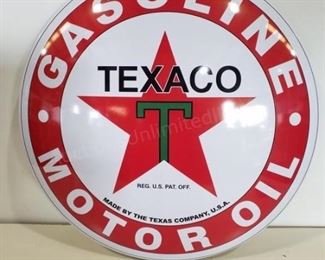 GASOLINE
TEXACO
T
REG. U.S. PAT. OFF.
MADE BY THE TEXAS COMPANY, U.S.A.
MOTOR OIL